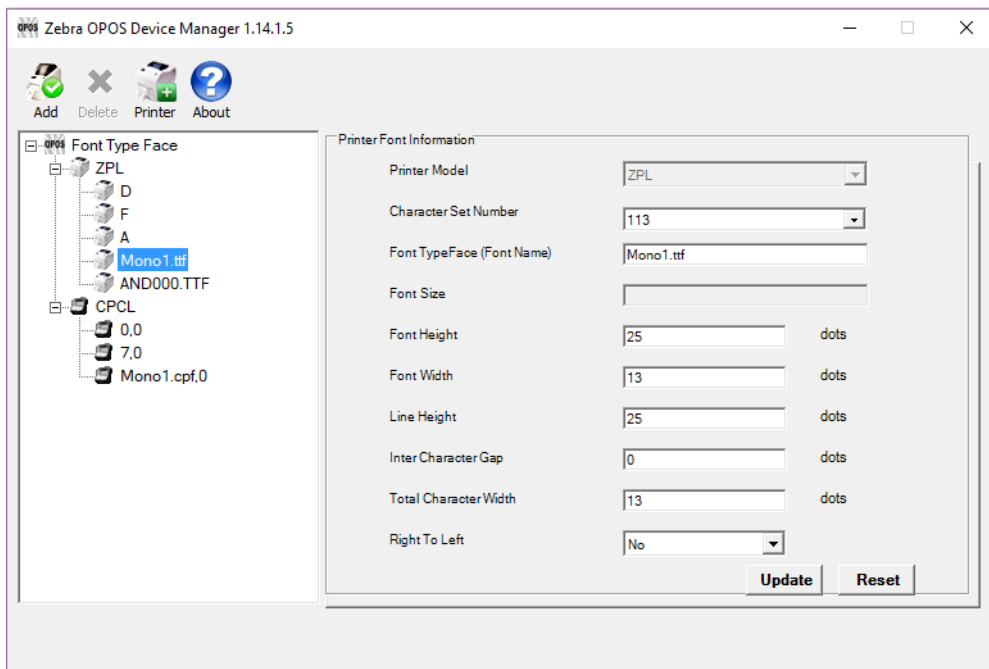 OPOS Zebra OPOS Device Manager 1.14.1.5
Add Delete Printer About
OPOS Font Type Face
ZPL
D
F
A
Mono1.ttf
AND000.TTF
CPCL
0,0
7,0
Mono1.cpf,0
Printer Font Information
Printer Model ZPL
Character Set Number 113
Font TypeFace (Font Name) Mono1.ttf
Font Size
Font Height 25 dots
Font Width 13 dots
Line Height 25 dots
Inter Character Gap 0 dots
Total Character Width 13 dots
Right To Left No
Update Reset